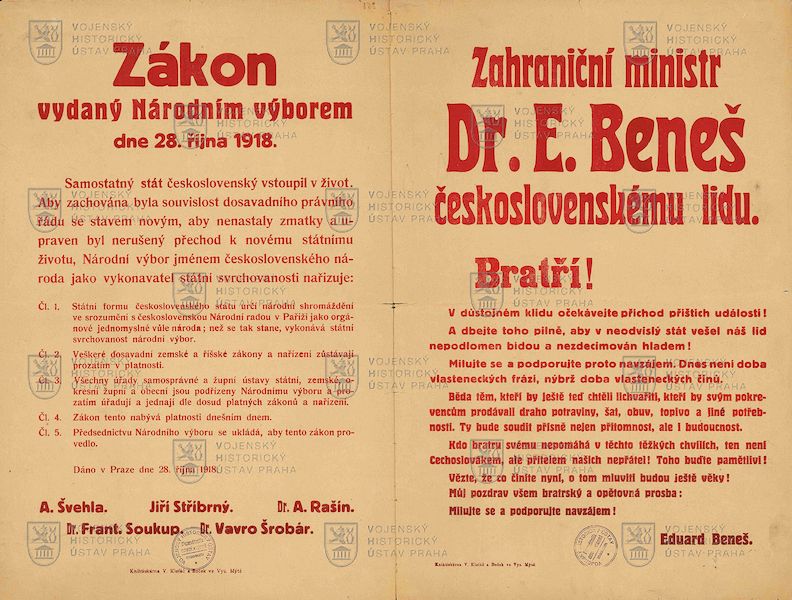 Zákon
vydaný Národním výborem
dne 28. října 1918.
Samostatný stát československý vstoupil v život.
Aby zachována byla souvislost dosavadního právního
řádu se stavem novým, aby nenastaly zmatky a u-
praven byl nerušený přechod k novému státnímu
životu, Národní výbor jménem československého ná-
roda jako vykonavatel státní svrchovanosti nařizuje:
Čl. 1. Státní formu československého státu určí národní shromáždění
ve srozumění s československou Národní radou v Paříži jako orgá-
nové jednomyslné vůle národa; než se tak stane, vykonává státní
svrchovanost národní výbor.
Čl. 2. Veškeré dosavadní zemské a říšské zákony a nařízení zůstávají
prozatím v platnosti.
Čl. 3. Všechny úřady samosprávné a župní ústavy státní, zemské, o-
kresní župní a obecní jsou podřízeny Národnímu výboru a pro-
zatím úřadují a jednají dle dosud platných zákonů a nařízení.
Čl. 4. Zákon tento nabývá platnosti dnešním dnem.
Čl. 5. Předsednictvu Národního výboru se ukládá, aby tento zákon pro-
vedlo.
Dáno v Praze dne 28. října 1918.
A. Švehla. Jiří Stříbrný. Dr. A. Rašín.
Dr. Frant. Soukup. Dr. Vavro Šrobár.
Knihtiskárna V. Klofáč a Boček ve Vys. Mýtě
Zahraniční ministr
Dr. E. Beneš
československému lidu.
Bratří!
V důstojném klidu očekávejte příchod příštích událostí!
A dbejte toho pilně, aby v neodvislý stát vešel náš lid
nepodlomen bídou a nezdecimován hladem!
Milujte se a podporujte proto navzájem. Dnes není doba
vlasteneckých frází, nýbrž doba vlasteneckých činů.
Běda těm, kteří by ještě teď chtěli lichvařiti, kteří by svým pokre-
vencům prodávali draho potraviny, šat, obuv, topivo a jiné potřeb-
nosti. Ty bude souditi přísně nejen přítomnost, ale i budoucnost.
Kdo bratru svému nepomáhá v těchto těžkých chvílích, ten není
Čechoslovákem, ale přítelem našich nepřátel! Toho buďte pamětlivi!
Vězte, že co činíte nyní, o tom mluviti budou ještě věky!
Můj pozdrav všem bratrský a opětovná prosba:
Milujte se a podporujte navzájem!
Eduard Beneš.
Knihtiskárna V. Klofáč a Boček ve Vys. Mýtě
VOJENSKÝ
HISTORICKÝ
ÚSTAV PRAHA